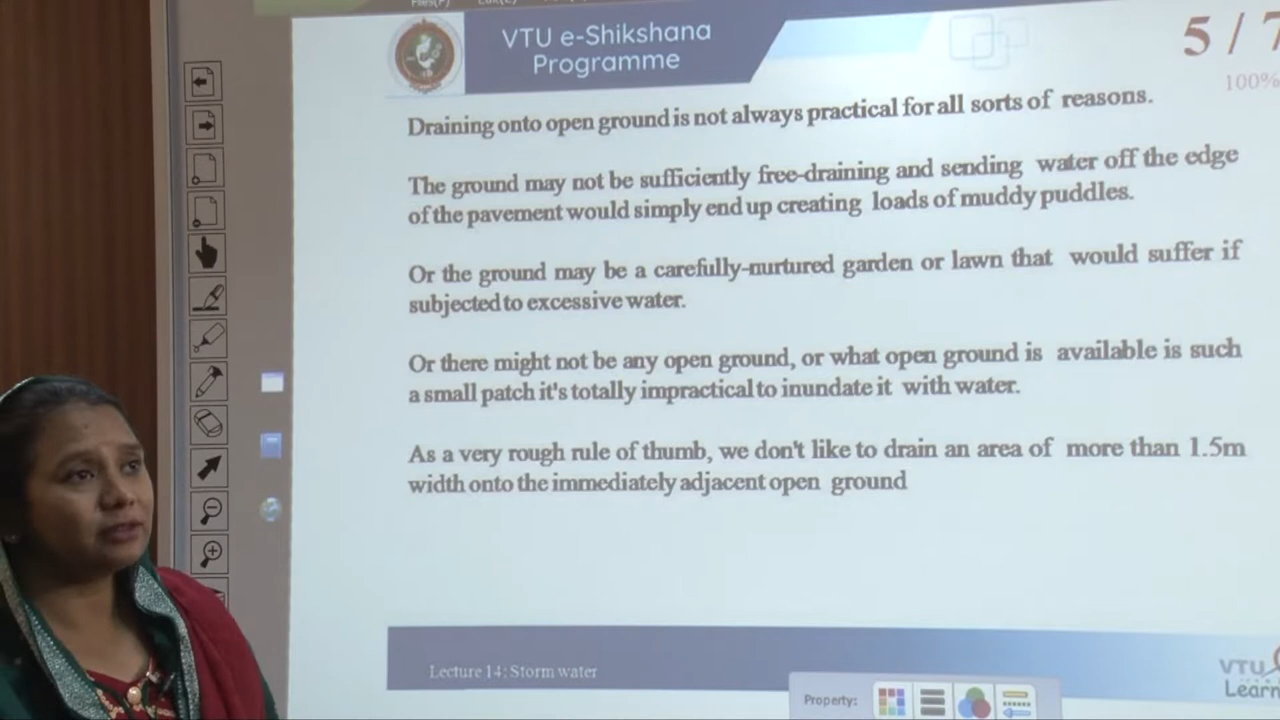 VTU e-Shikshana
Programme
5 / 7
100%
Draining onto open ground is not always practical for all sorts of reasons.
The ground may not be sufficiently free-draining and sending water off the edge
of the pavement would simply end up creating loads of muddy puddles.
Or the ground may be a carefully-nurtured garden or lawn that would suffer if
subjected to excessive water.
Or there might not be any open ground, or what open ground is available is such
a small patch it's totally impractical to inundate it with water.
As a very rough rule of thumb, we don't like to drain an area of more than 1.5m
width onto the immediately adjacent open ground
Lecture 14: Storm water
VTU
Learn
Property: